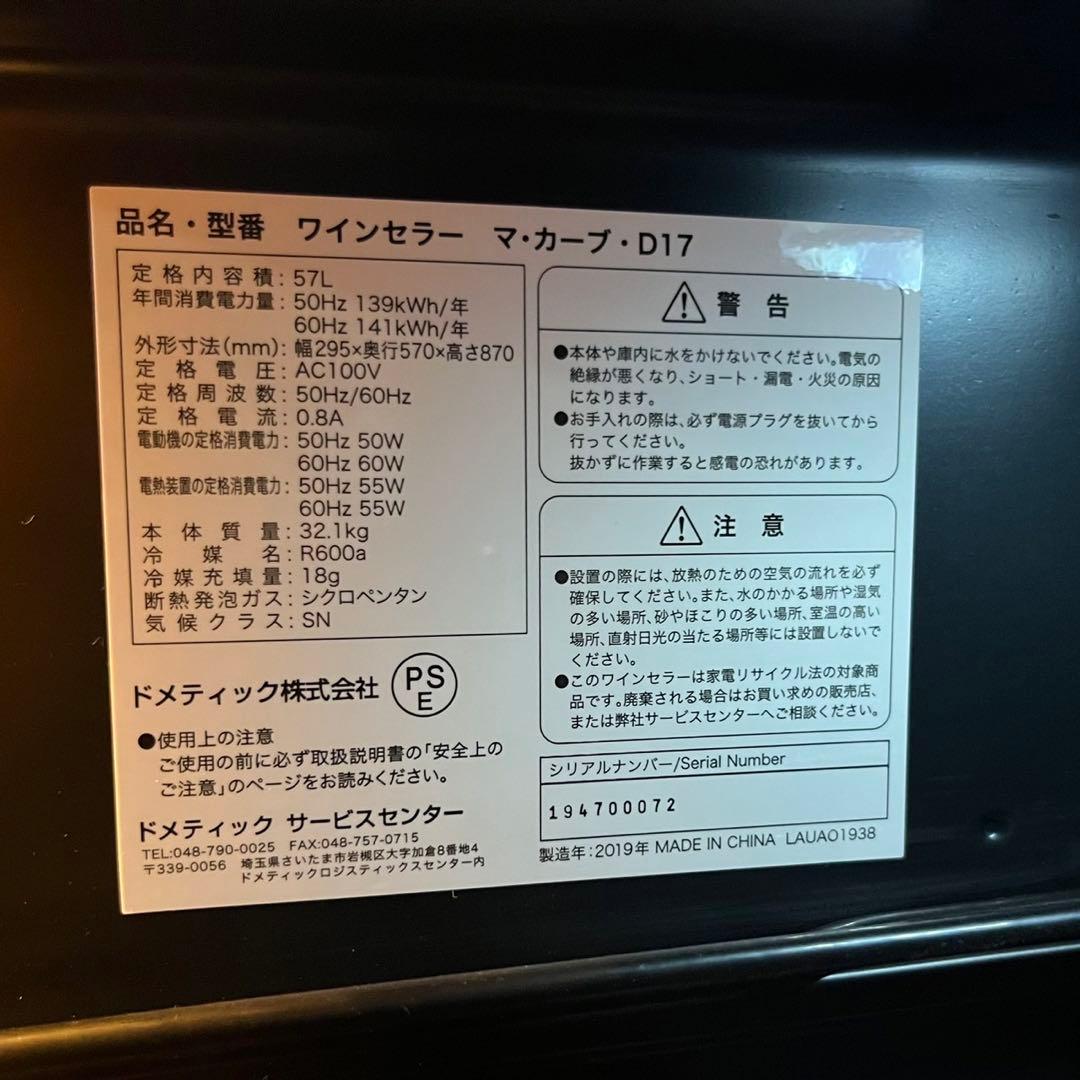 品名・型番 ワインセラー マ・カーブ・D17
定格内容積: 57L
年間消費電力量: 50Hz 139kWh/年
60Hz 141kWh/年
外形寸法(mm): 幅295×奥行570×高さ870
定格電圧: AC100V
定格周波数: 50Hz/60Hz
定格電流: 0.8A
電動機の定格消費電力: 50Hz 50W
60Hz 60W
電熱装置の定格消費電力: 50Hz 55W
60Hz 55W
本体質量: 32.1kg
冷媒名: R600a
冷媒充填量: 18g
断熱発泡ガス: シクロペンタン
気候クラス: SN
ドメティック株式会社
PS
E
●使用上の注意
ご使用の前に必ず取扱説明書の「安全上の
ご注意」のページをお読みください。
ドメティック サービスセンター
TEL:048-790-0025 FAX:048-757-0715
〒339-0056 埼玉県さいたま市岩槻区大字加倉8番地4
ドメティックロジスティックスセンター内
警告
●本体や庫内に水をかけないでください。電気の
絶縁が悪くなり、ショート・漏電・火災の原因
になります。
●お手入れの際は、必ず電源プラグを抜いてから
行ってください。
抜かずに作業すると感電の恐れがあります。
注意
●設置の際には、放熱のための空気の流れを必ず
確保してください。また、水のかかる場所や湿気
の多い場所、砂やほこりの多い場所、室温の高い
場所、直射日光の当たる場所等には設置しないで
ください。
●このワインセラーは家電リサイクル法の対象商
品です。廃棄される場合はお買い求めの販売店、
または弊社サービスセンターへご相談ください。
シリアルナンバー/Serial Number
194700072
製造年:2019年 MADE IN CHINA LAUAO1938